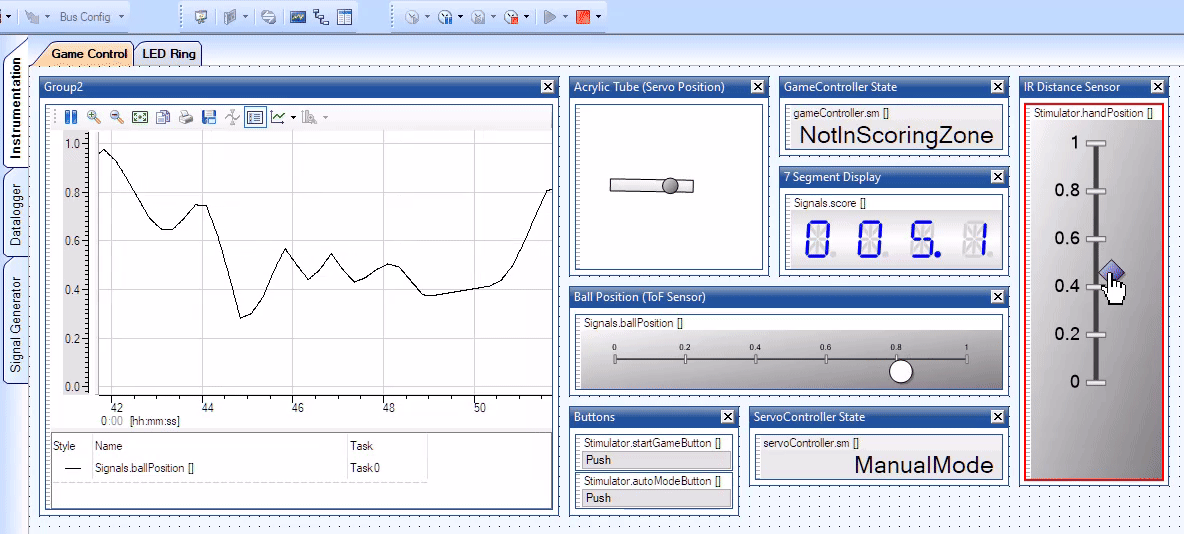 Bus Config
Game Control
LED Ring
Instrumentation
Datalogger
Signal Generator
Group2
1.0
0.8
0.6
0.4
0.2
0.0
42
44
46
48
50
0:00 [hh:mm:ss]
Style Name Task
Signals.ballPosition [] Task0
Acrylic Tube (Servo Position)
GameController State
gameController.sm []
NotInScoringZone
7 Segment Display
Signals.score []
005.1
Ball Position (ToF Sensor)
Signals.ballPosition []
0 0.2 0.4 0.6 0.8 1
Buttons
Stimulator.startGameButton []
Push
Stimulator.autoModeButton []
Push
ServoController State
servoController.sm []
ManualMode
IR Distance Sensor
Stimulator.handPosition []
1
0.8
0.6
0.4
0.2
0